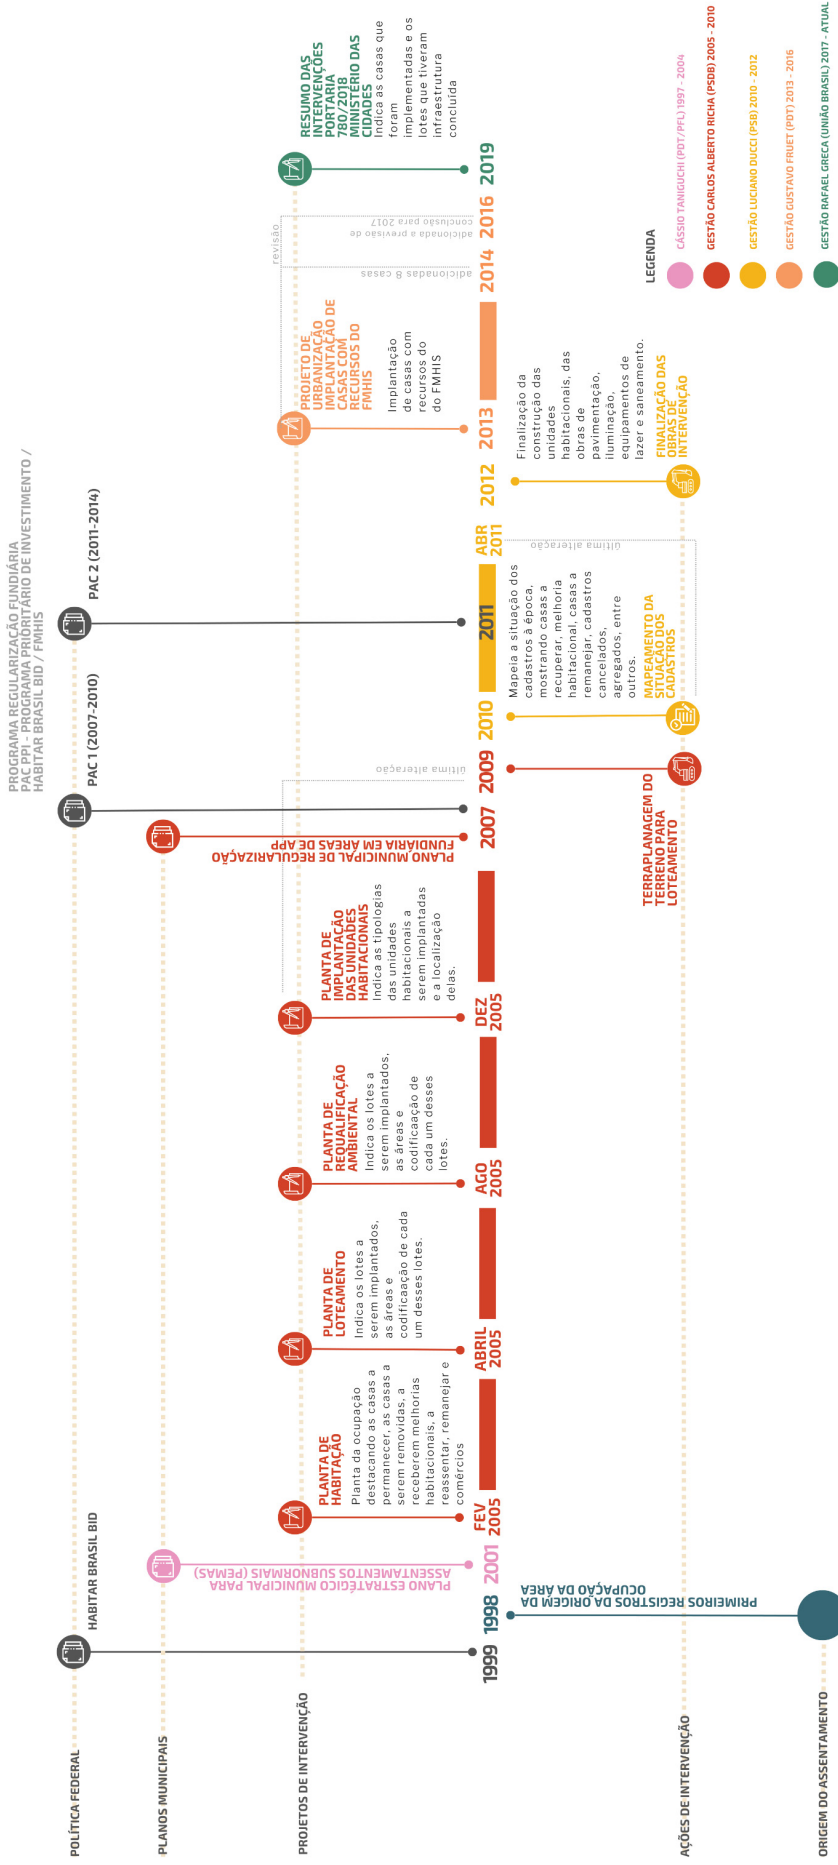 PROGRAMA REGULARIZAÇÃO FUNDIÁRIA
PAC PPI - PROGRAMA PRIORITÁRIO DE INVESTIMENTO /
HABITAR BRASIL BID / FMHIS
POLÍTICA FEDERAL
HABITAR BRASIL BID
PAC 1 (2007-2010)
PAC 2 (2011-2014)
PLANOS MUNICIPAIS
PLANO ESTRATÉGICO MUNICIPAL PARA
ASSENTAMENTOS SUBNORMAIS (PEMAS)
PLANO MUNICIPAL DE REGULARIZAÇÃO
FUNDIÁRIA EM ÁREAS DE APP
PROJETOS DE INTERVENÇÃO
PLANTA DE
HABITAÇÃO
Planta da ocupação
destacando as casas a
permanecer, as casas a
serem removidas, a
receberem melhorias
habitacionais, a
reassentar, remanejar e
comércios
PLANTA DE
LOTEAMENTO
Indica os lotes a
serem implantados,
as áreas e
codificaação de cada
um desses lotes.
PLANTA DE
REQUALIFICAÇÃO
AMBIENTAL
Indica os lotes a
serem implantados,
as áreas e
codificaação de
cada um desses
lotes.
PLANTA DE
IMPLANTAÇÃO
DAS UNIDADES
HABITACIONAIS
Indica as tipologias
das unidades
habitacionais a
serem implantadas
e a localização
delas.
última alteração
PROJETO DE
URBANIZAÇÃO
IMPLANTAÇÃO DE
CASAS COM
RECURSOS DO
FMHIS
Implantação
de casas com
recursos do
do FMHIS
revisão
adicionadas 8 casas
adicionada a previsão de
conclusão para 2017
RESUMO DAS
INTERVENÇÕES
PORTARIA
780/2018
MINISTÉRIO DAS
CIDADES
Indica as casas que
foram
implementadas e os
lotes que tiveram
infraestrutura
concluída
1999
1998
2001
FEV
2005
ABRIL
2005
AGO
2005
DEZ
2005
2007
2009
2010
2011
ABR
2011
2012
2013
2014
2016
2019
PRIMEIROS REGISTROS DA ORIGEM DA
OCUPAÇÃO DA ÁREA
TERRAPLANAGEM DO
TERRENO PARA
LOTEAMENTO
Mapeia a situação dos
cadastros à época,
mostrando casas a
recuperar, melhoria
habitacional, casas a
remanejar, cadastros
cancelados,
agregados, entre
outros.
MAPEAMENTO DA
SITUAÇÃO DOS
CADASTROS
última alteração
Finalização da
construção das
unidades
habitacionais, das
obras de
pavimentação,
iluminação,
equipamentos de
lazer e saneamento.
FINALIZAÇÃO DAS
OBRAS DE
INTERVENÇÃO
AÇÕES DE INTERVENÇÃO
ORIGEM DO ASSENTAMENTO
LEGENDA
CÁSSIO TANIGUCHI (PDT/PFL) 1997 - 2004
GESTÃO CARLOS ALBERTO RICHA (PSDB) 2005 - 2010
GESTÃO LUCIANO DUCCI (PSB) 2010 - 2012
GESTÃO GUSTAVO FRUET (PDT) 2013 - 2016
GESTÃO RAFAEL GRECA (UNIÃO BRASIL) 2017 - ATUAL